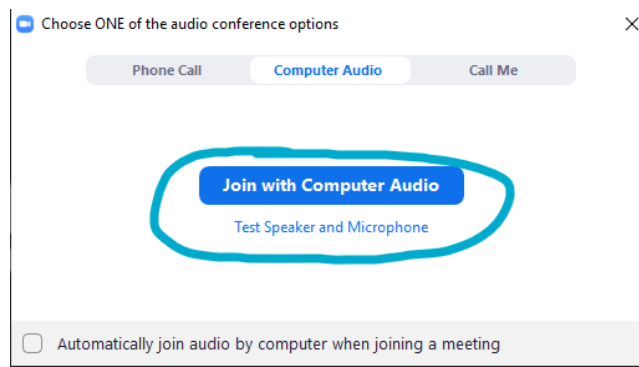 Choose ONE of the audio conference options
Phone Call Computer Audio Call Me
Join with Computer Audio
Test Speaker and Microphone
Automatically join audio by computer when joining a meeting